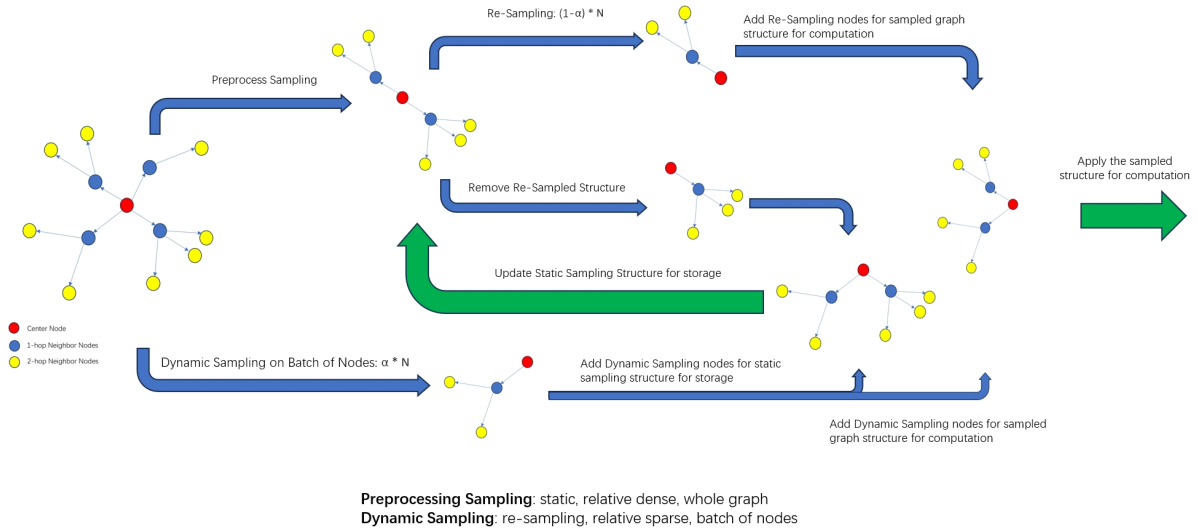 Re-Sampling: (1-α) * N
Add Re-Sampling nodes for sampled graph
structure for computation
Preprocess Sampling
Apply the sampled
structure for computation
Remove Re-Sampled Structure
Update Static Sampling Structure for storage
Center Node
1-hop Neighbor Nodes
2-hop Neighbor Nodes
Dynamic Sampling on Batch of Nodes: α * N
Add Dynamic Sampling nodes for static
sampling structure for storage
Add Dynamic Sampling nodes for sampled
graph structure for computation
Preprocessing Sampling: static, relative dense, whole graph
Dynamic Sampling: re-sampling, relative sparse, batch of nodes